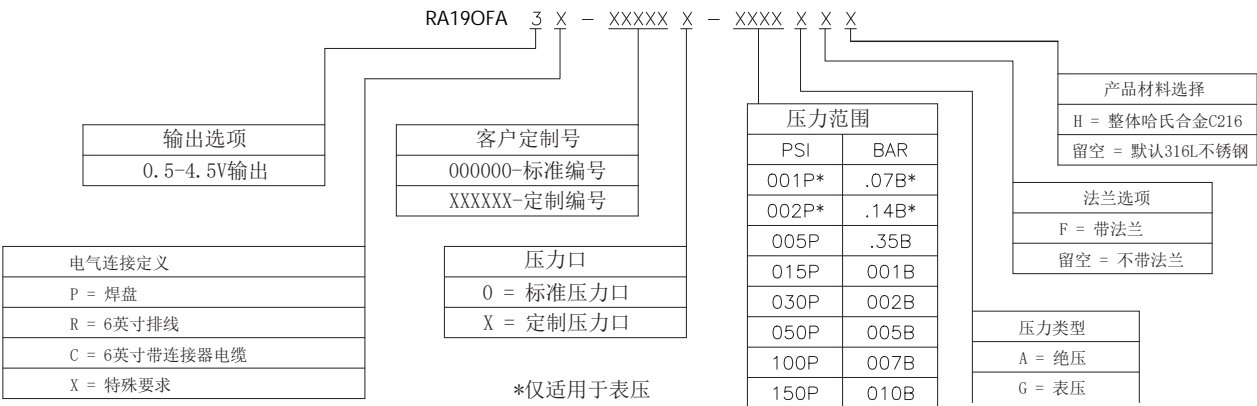 RA19OFA 3 X - XXXXX X - XXXX X X X
输出选项
0.5-4.5V输出
电气连接定义
P = 焊盘
R = 6英寸排线
C = 6英寸带连接器电缆
X = 特殊要求
客户定制号
000000-标准编号
XXXXXX-定制编号
压力口
0 = 标准压力口
X = 定制压力口
*仅适用于表压
压力范围
PSI BAR
001P* .07B*
002P* .14B*
005P .35B
015P 001B
030P 002B
050P 005B
100P 007B
150P 010B
产品材料选择
H = 整体哈氏合金C216
留空 = 默认316L不锈钢
法兰选项
F = 带法兰
留空 = 不带法兰
压力类型
A = 绝压
G = 表压